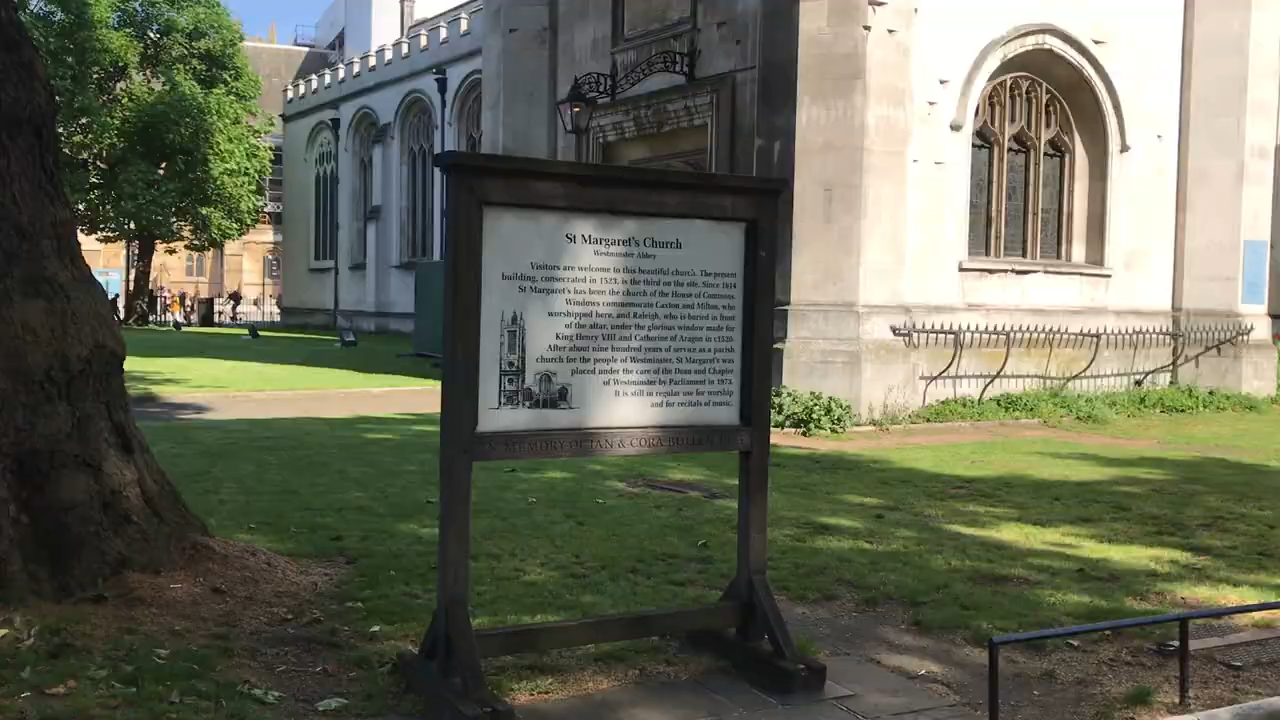 St Margaret's Church
Westminster Abbey
Visitors are welcome to this beautiful church. The present
building, consecrated in 1523, is the third on the site. Since 1614
St Margaret's has been the church of the House of Commons.
Windows commemorate Caxton and Milton, who
worshipped here, and Raleigh, who is buried in front
of the altar, under the glorious window made for
King Henry VIII and Catherine of Aragon in c1520.
After about nine hundred years of service as a parish
church for the people of Westminster, St Margaret's was
placed under the care of the Dean and Chapter
of Westminster by Parliament in 1973.
It is still in regular use for worship
and for recitals of music.
IN MEMORY OF IAN & CORA BULLEN